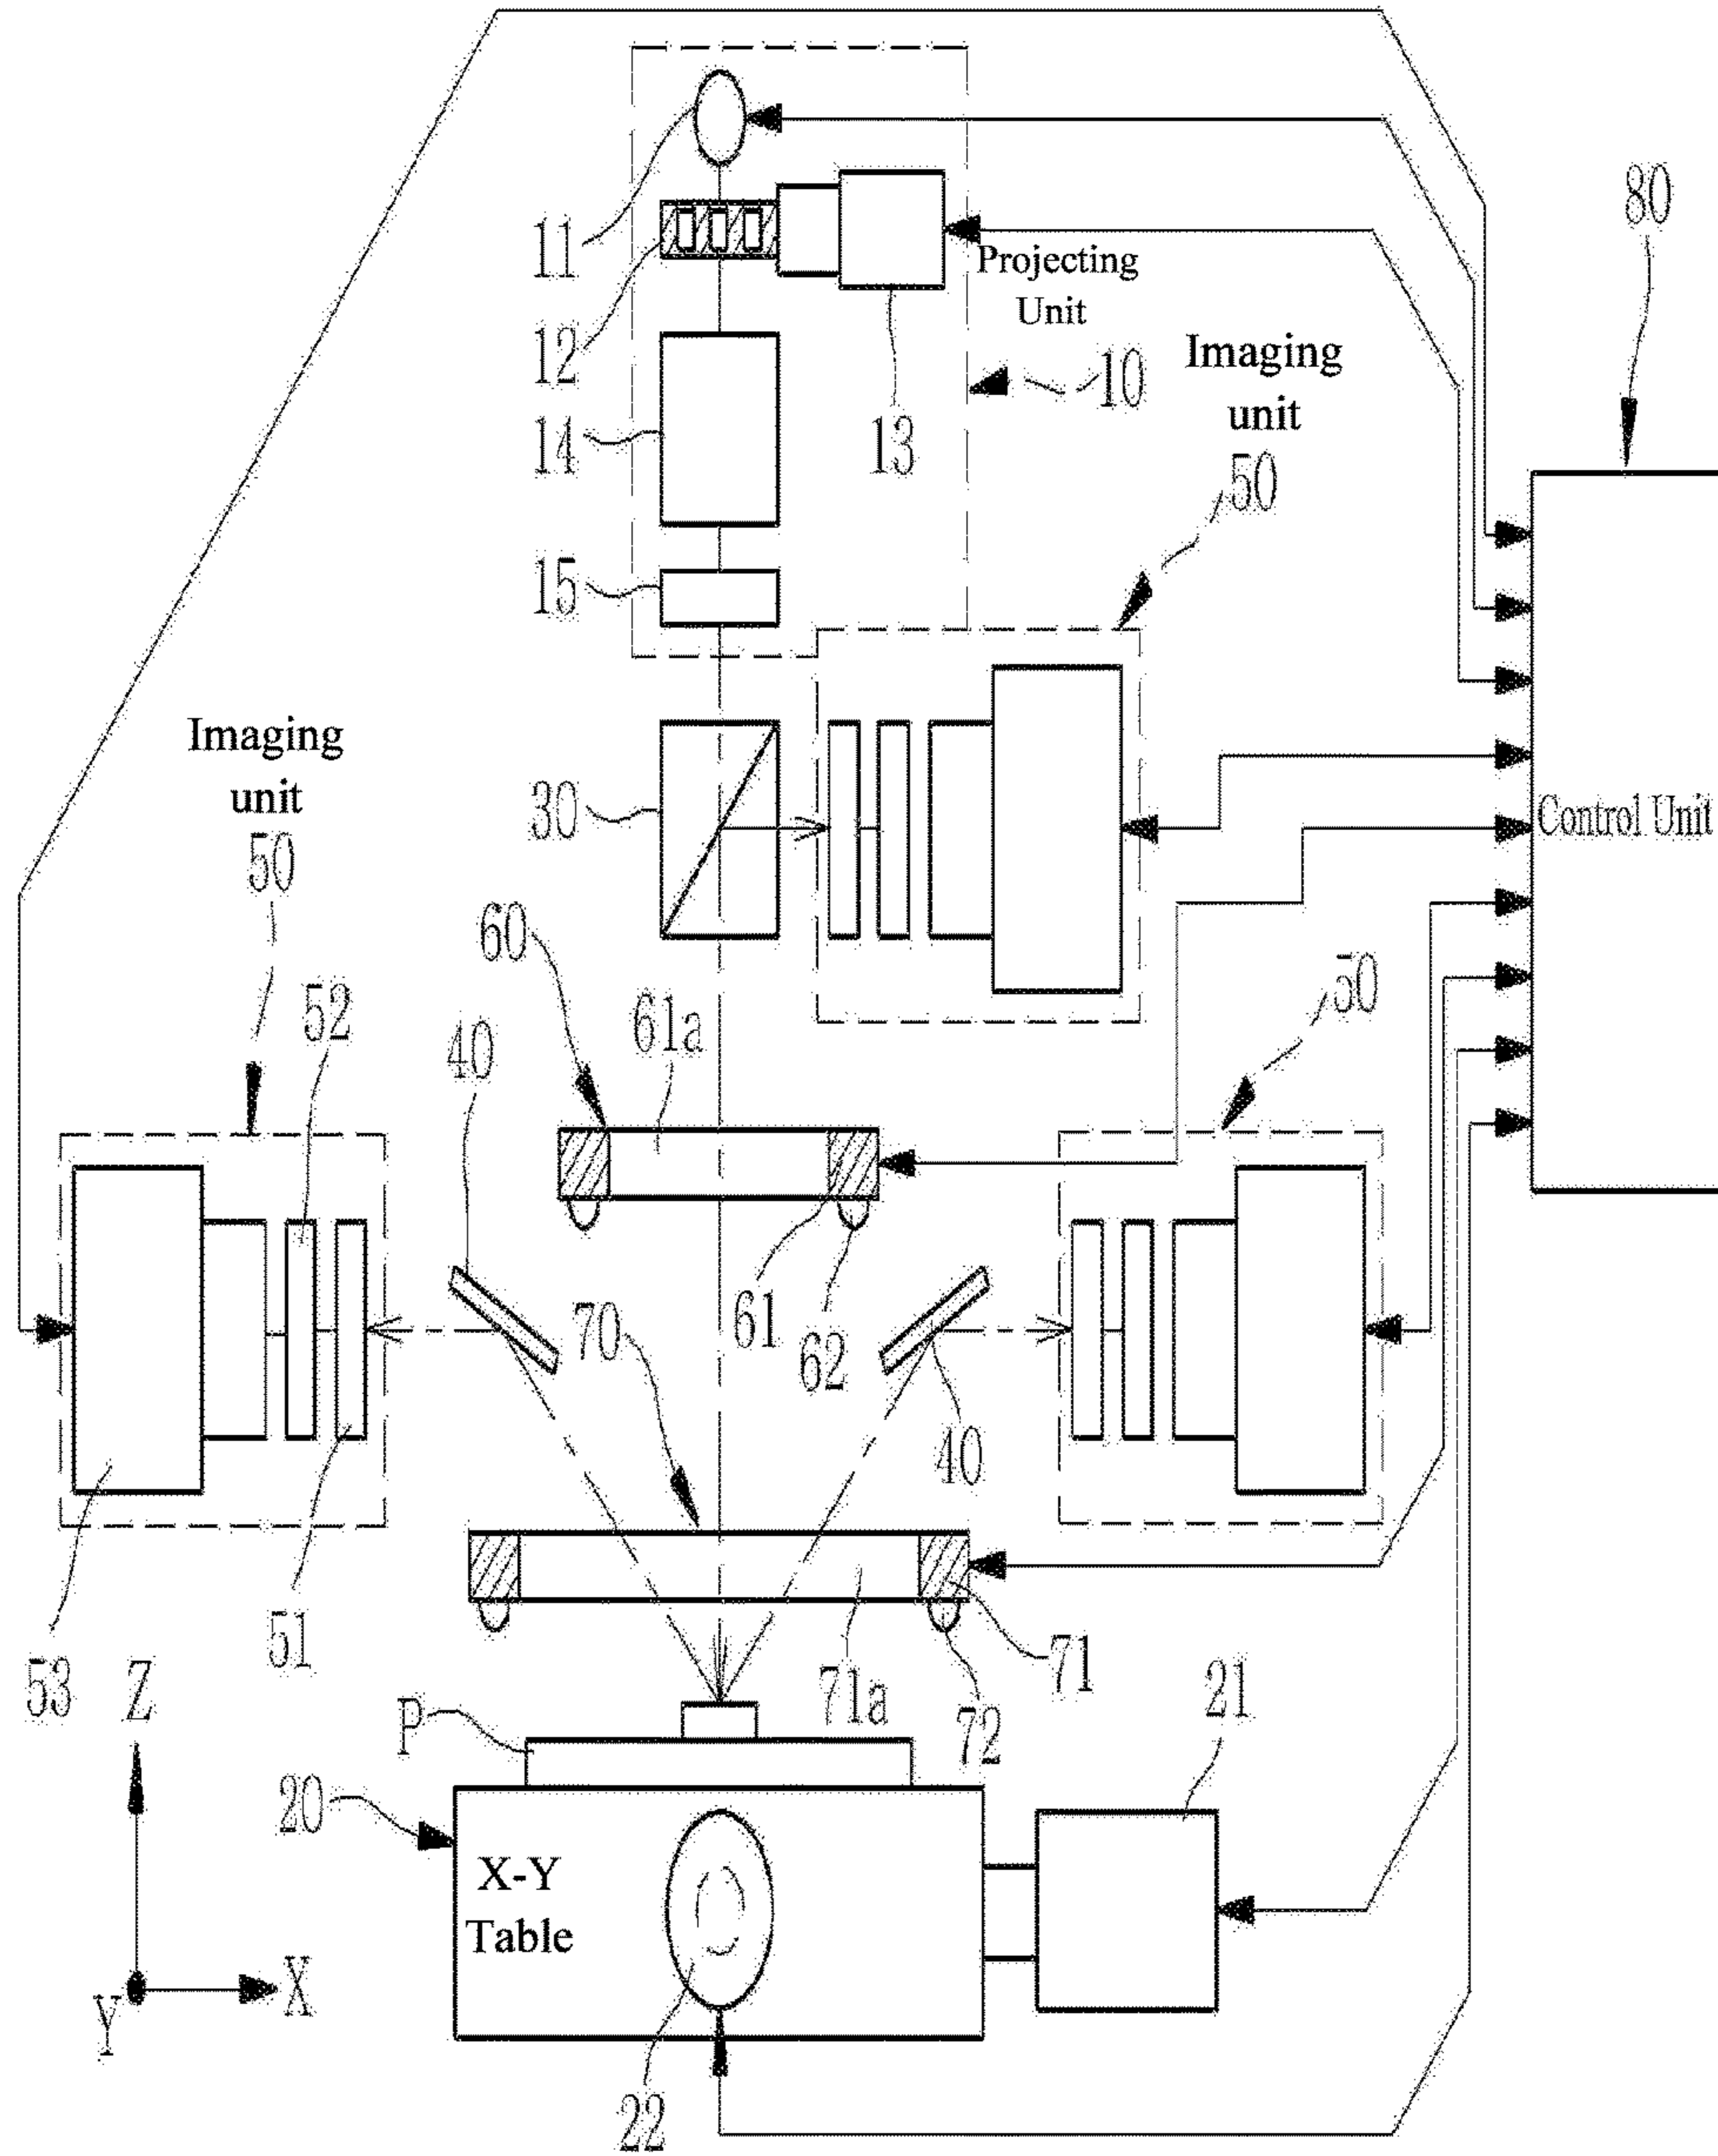 80
11
Projecting
Unit
12
10
Imaging
unit
14
13
50
15
Imaging
unit
30
Control Unit
50
60
52
61a
50
40
70
61
62
40
53
51
71a
71
Z
P
72
21
20
X-Y
Table
X
Y
22